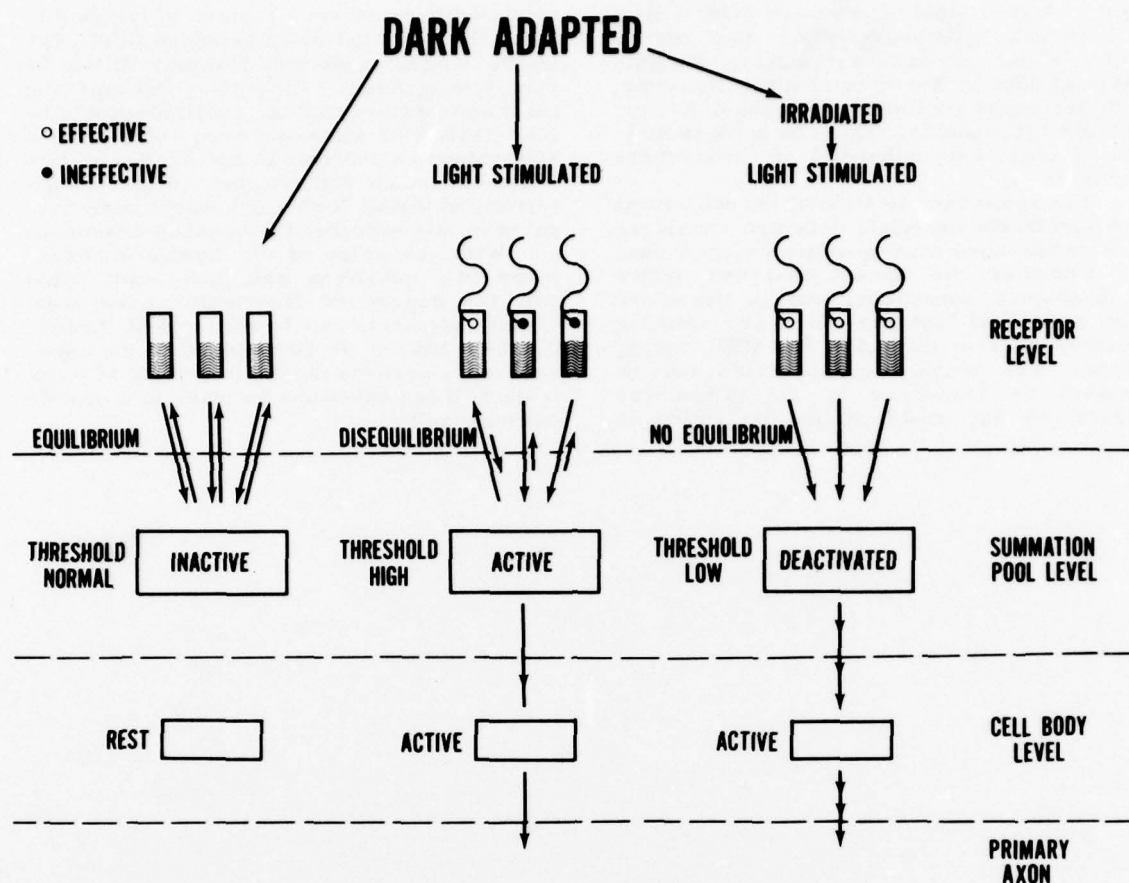 DARK ADAPTED
IRRADIATED
○ EFFECTIVE
● INEFFECTIVE
LIGHT STIMULATED
LIGHT STIMULATED
RECEPTOR
LEVEL
EQUILIBRIUM
DISEQUILIBRIUM
NO EQUILIBRIUM
THRESHOLD
NORMAL
INACTIVE
THRESHOLD
HIGH
ACTIVE
THRESHOLD
LOW
DEACTIVATED
SUMMATION
POOL LEVEL
REST
ACTIVE
ACTIVE
CELL BODY
LEVEL
PRIMARY
AXON